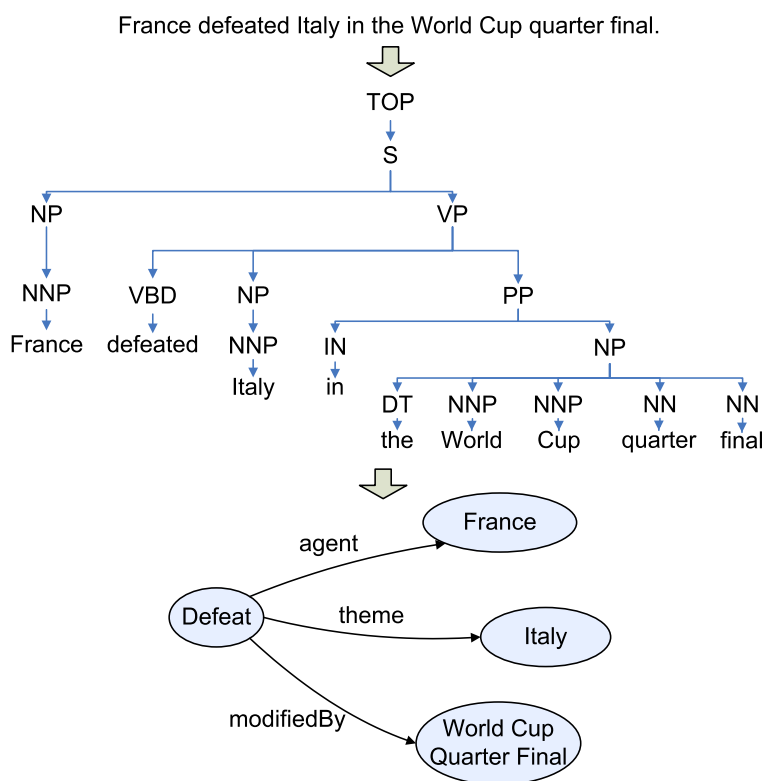 France defeated Italy in the World Cup quarter final.
TOP
S
NP VP
NNP VBD NP PP
France defeated NNP IN NP
Italy in
DT NNP NNP NN NN
the World Cup quarter final
France
agent
Defeat theme
Italy
modifiedBy
World Cup
Quarter Final